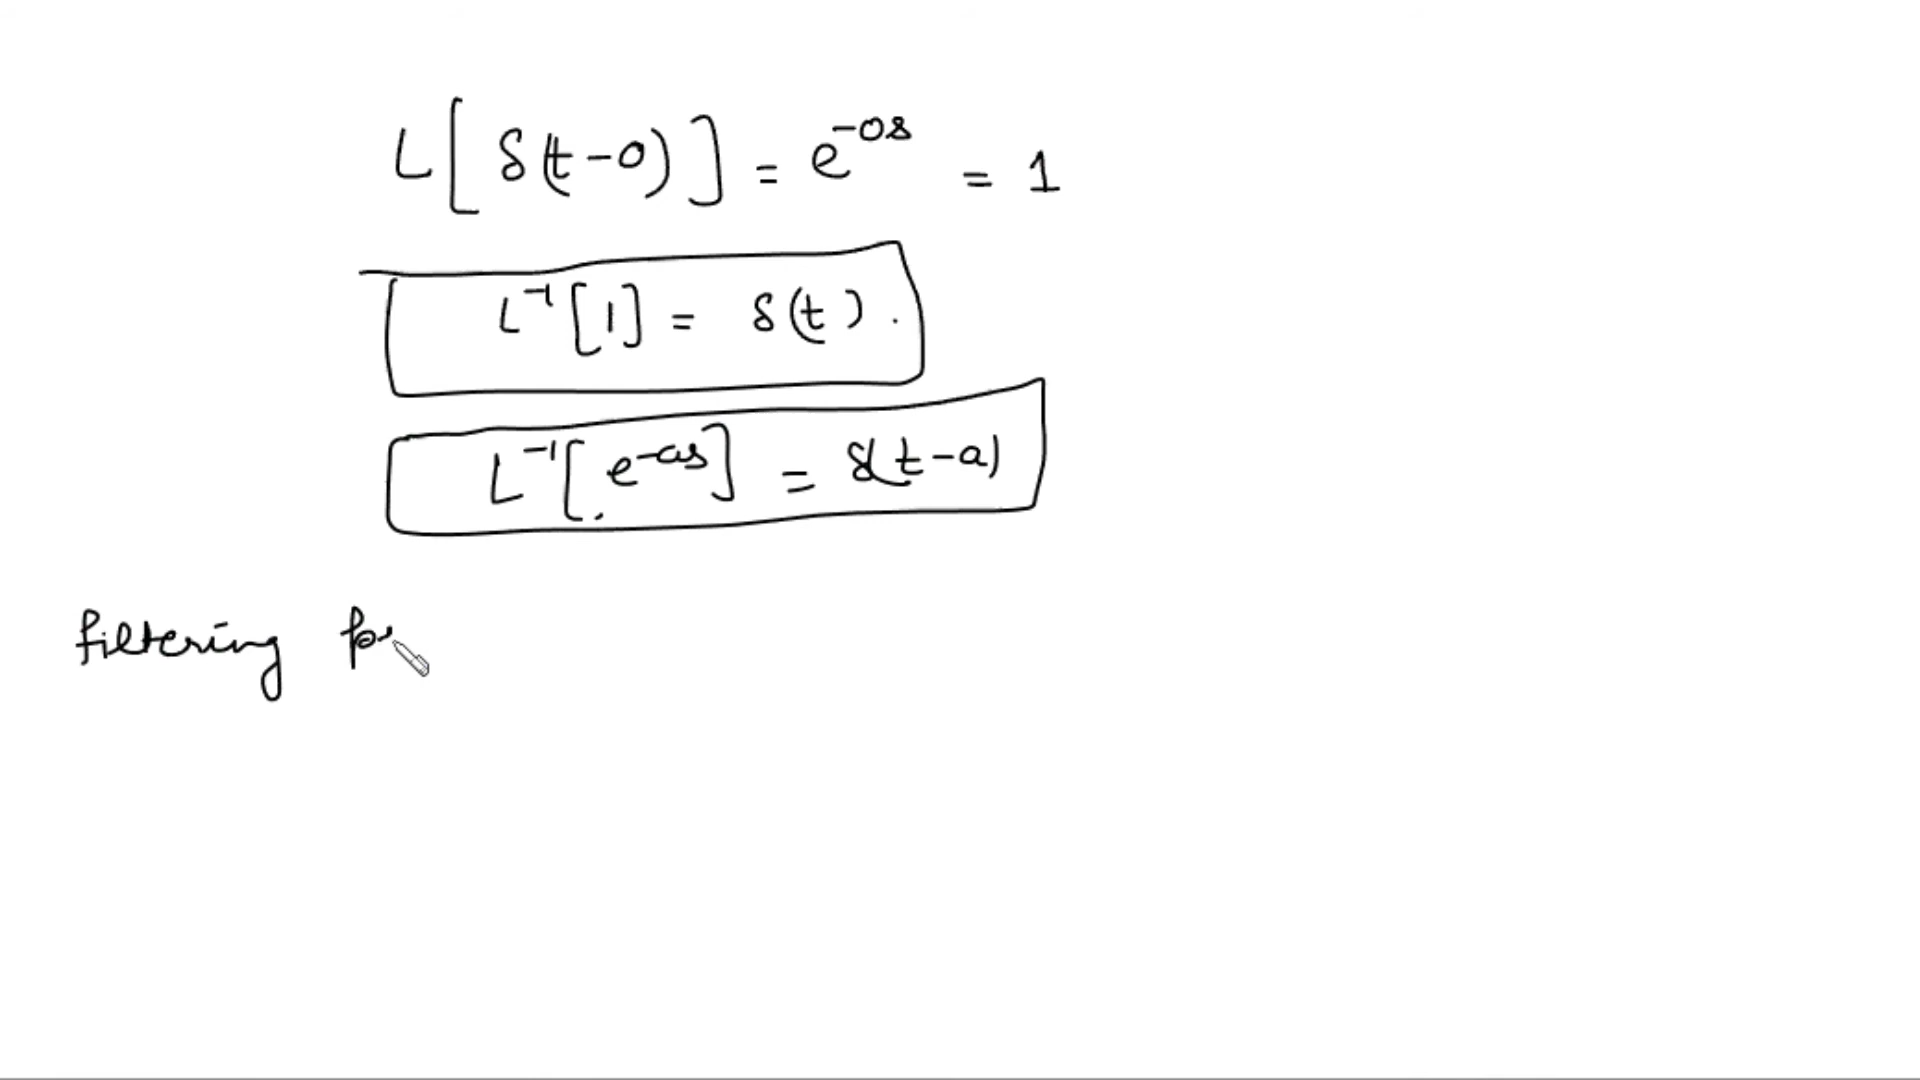 L[δ(t-0)] = e^{-0s} = 1
L^{-1}[1] = δ(t).
L^{-1}[e^{-as}] = δ(t-a)
filtering